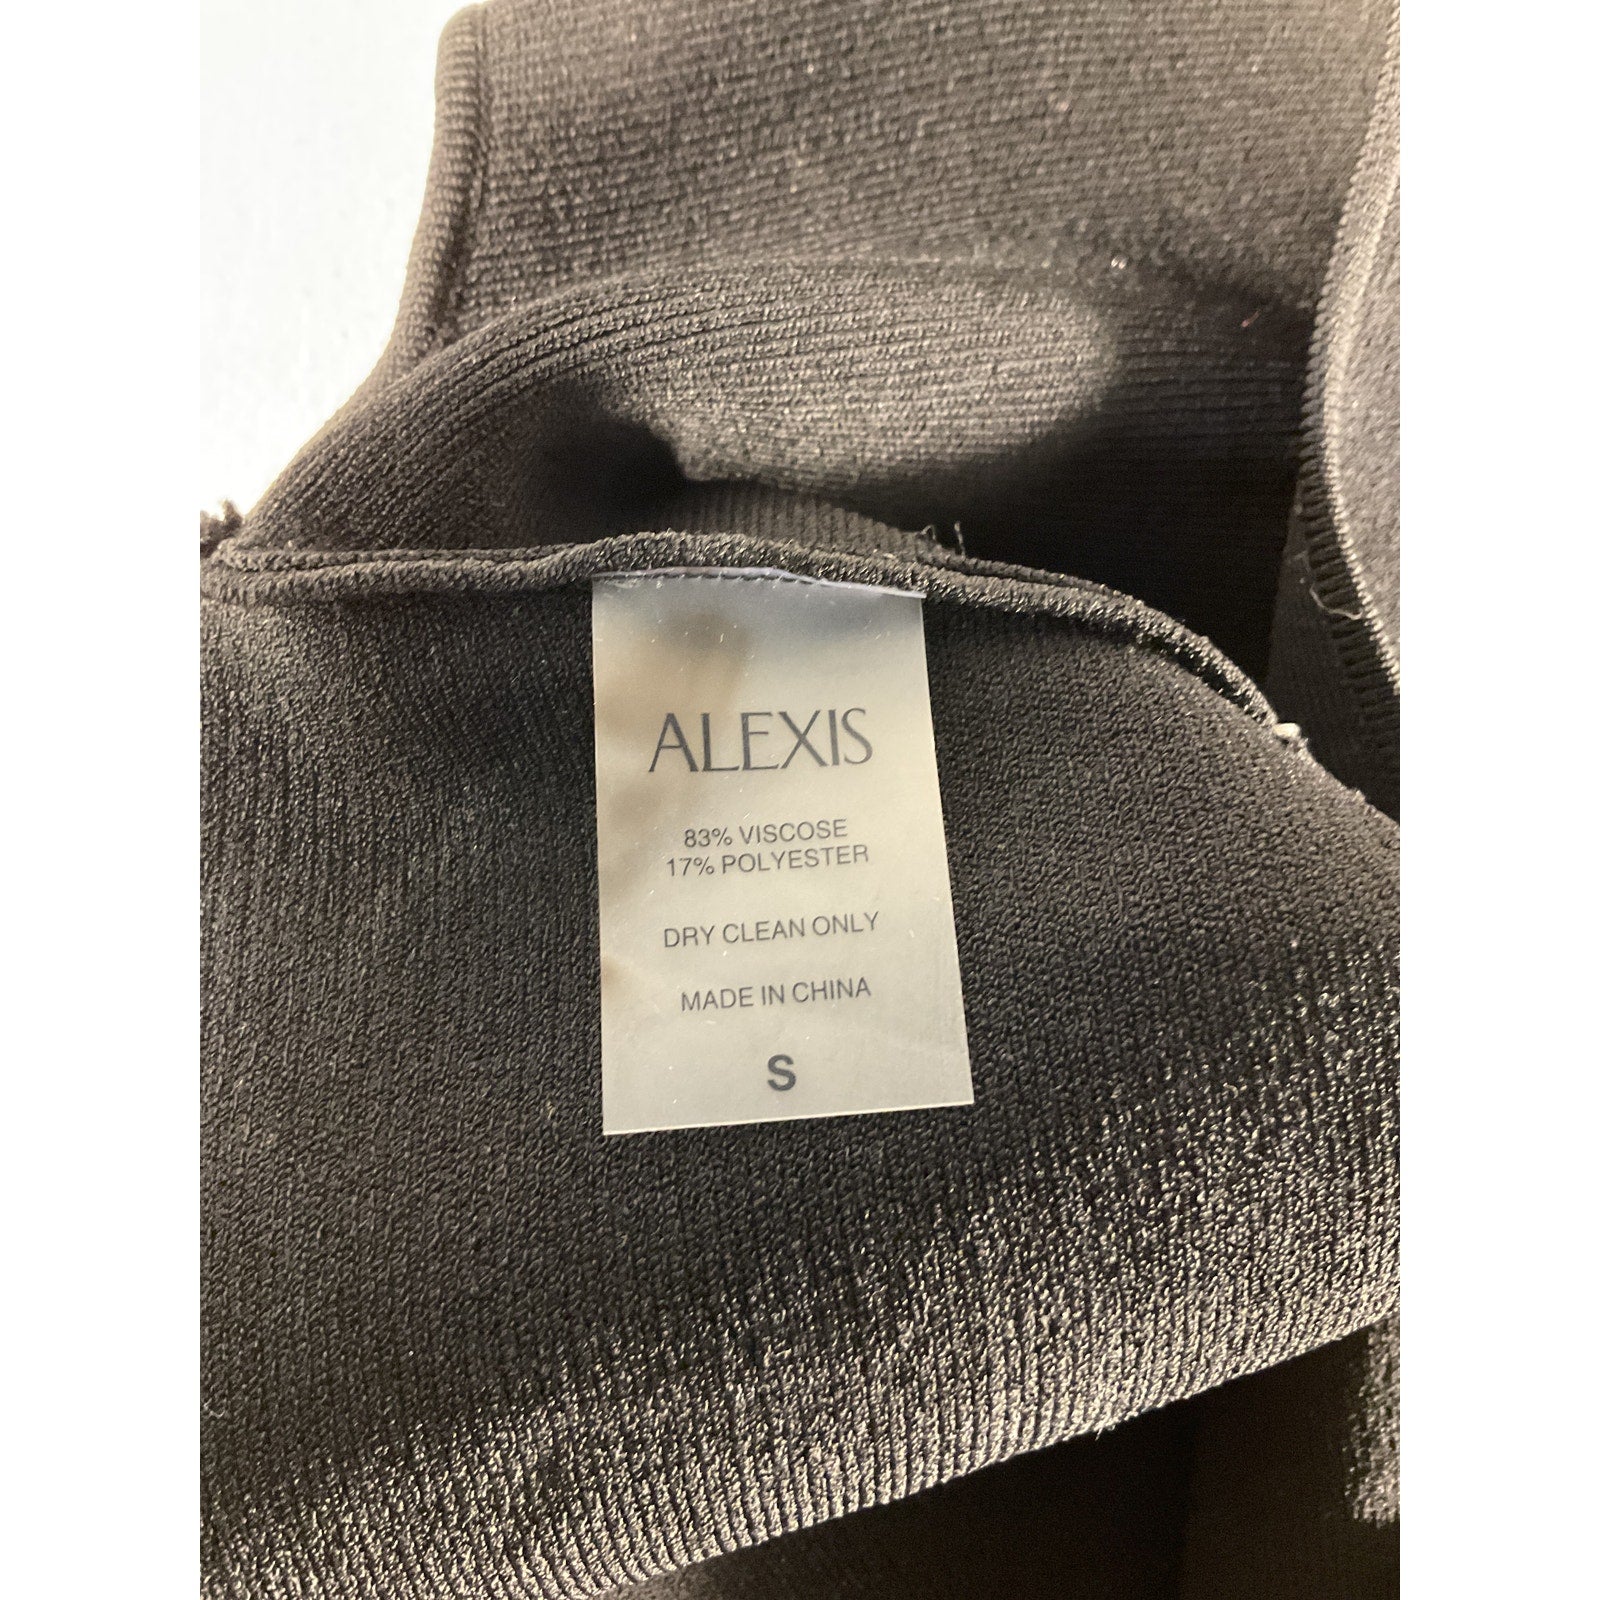 ALEXIS
83% VISCOSE
17% POLYESTER
DRY CLEAN ONLY
MADE IN CHINA
S